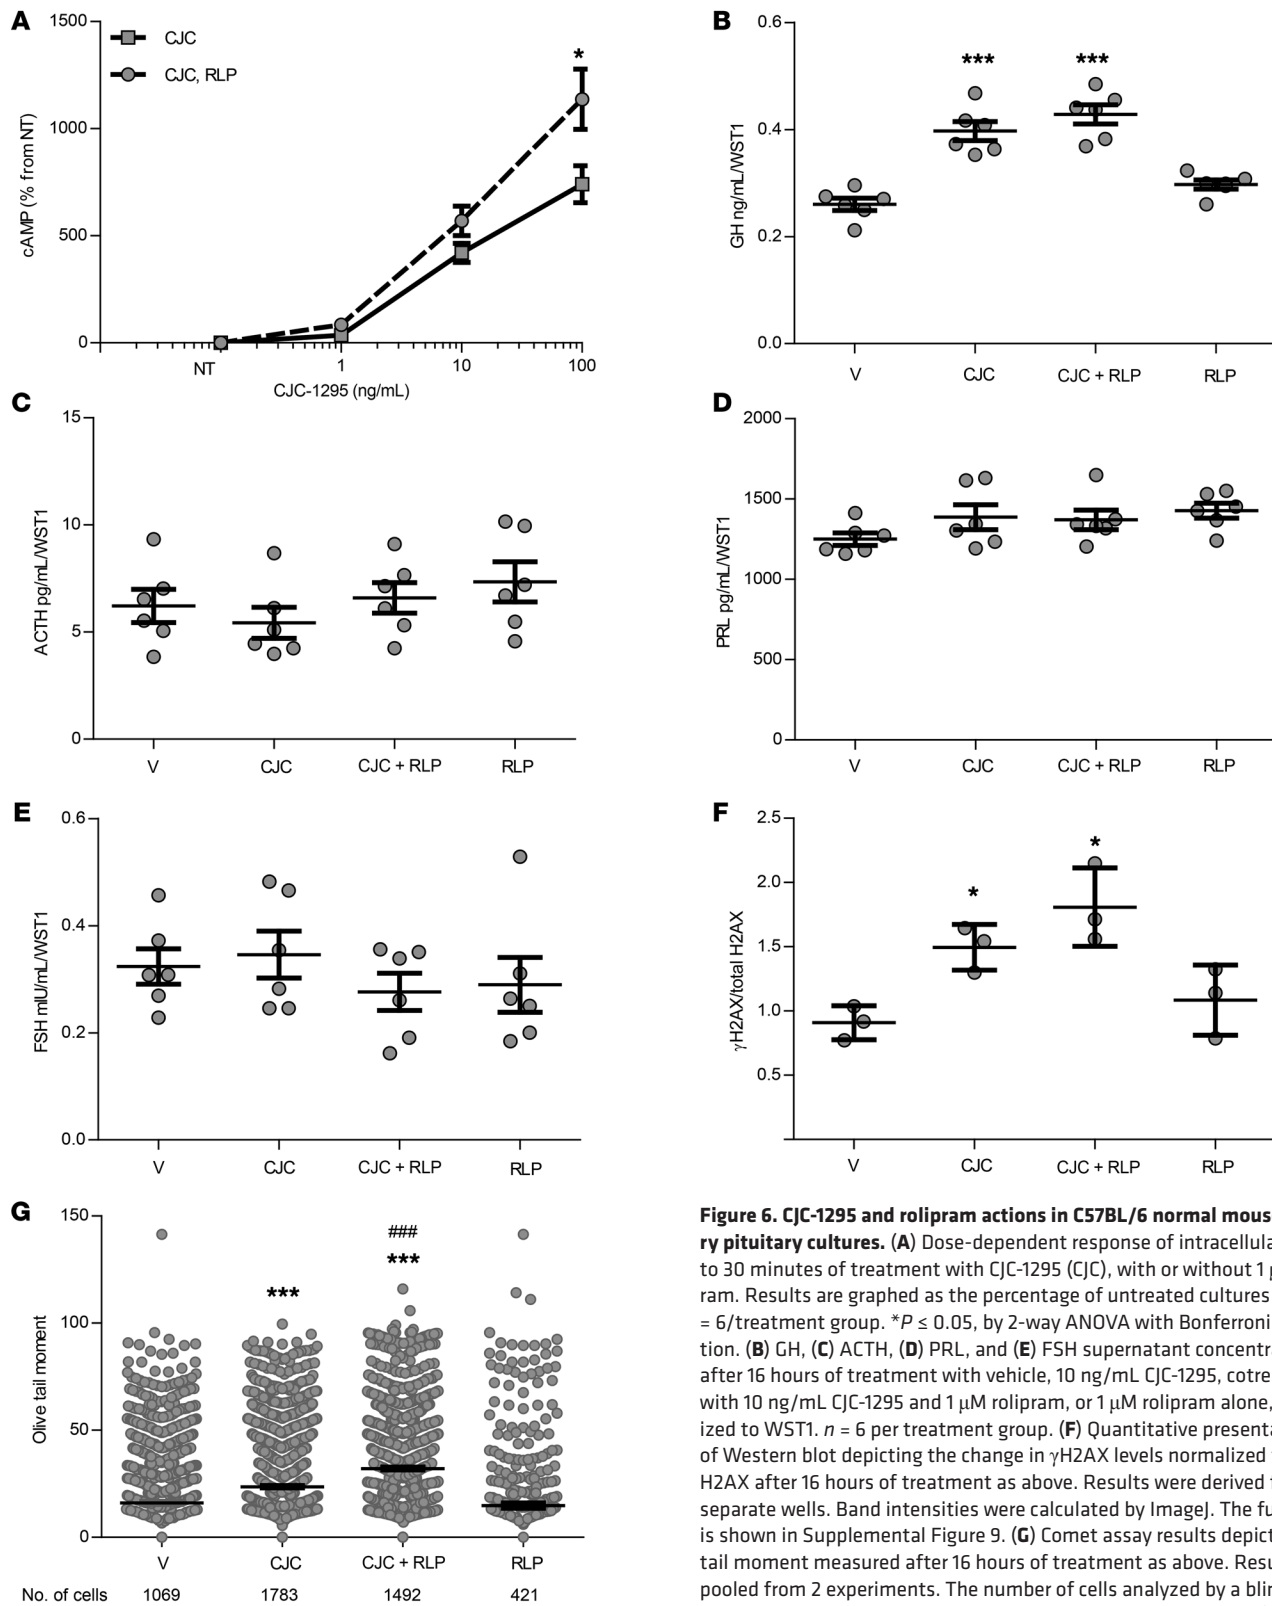 A
1500
1000
500
0
cAMP (% from NT)
CJC
CJC, RLP
*
NT
1
10
100
CJC-1295 (ng/mL)
B
0.6
0.4
0.2
0.0
GH ng/mL/WST1
***
***
V
CJC
CJC + RLP
RLP
C
15
10
5
0
ACTH pg/mL/WST1
V
CJC
CJC + RLP
RLP
D
2000
1500
1000
500
0
PRL pg/mL/WST1
V
CJC
CJC + RLP
RLP
E
0.6
0.4
0.2
0.0
FSH mIU/mL/WST1
V
CJC
CJC + RLP
RLP
F
2.5
2.0
1.5
1.0
0.5
γH2AX/total H2AX
*
*
V
CJC
CJC + RLP
RLP
G
150
100
50
0
Olive tail moment
***
###
***
V
CJC
CJC + RLP
RLP
No. of cells 1069 1783 1492 421
Figure 6. CJC-1295 and rolipram actions in C57BL/6 normal mous
ry pituitary cultures. (A) Dose-dependent response of intracellula
to 30 minutes of treatment with CJC-1295 (CJC), with or without 1
ram. Results are graphed as the percentage of untreated cultures
= 6/treatment group. *P ≤ 0.05, by 2-way ANOVA with Bonferroni
tion. (B) GH, (C) ACTH, (D) PRL, and (E) FSH supernatant concentra
after 16 hours of treatment with vehicle, 10 ng/mL CJC-1295, cotre
with 10 ng/mL CJC-1295 and 1 μM rolipram, or 1 μM rolipram alone,
ized to WST1. n = 6 per treatment group. (F) Quantitative presenta
of Western blot depicting the change in γH2AX levels normalized
H2AX after 16 hours of treatment as above. Results were derived f
separate wells. Band intensities were calculated by ImageJ. The fu
is shown in Supplemental Figure 9. (G) Comet assay results depict
tail moment measured after 16 hours of treatment as above. Resu
pooled from 2 experiments. The number of cells analyzed by a blin